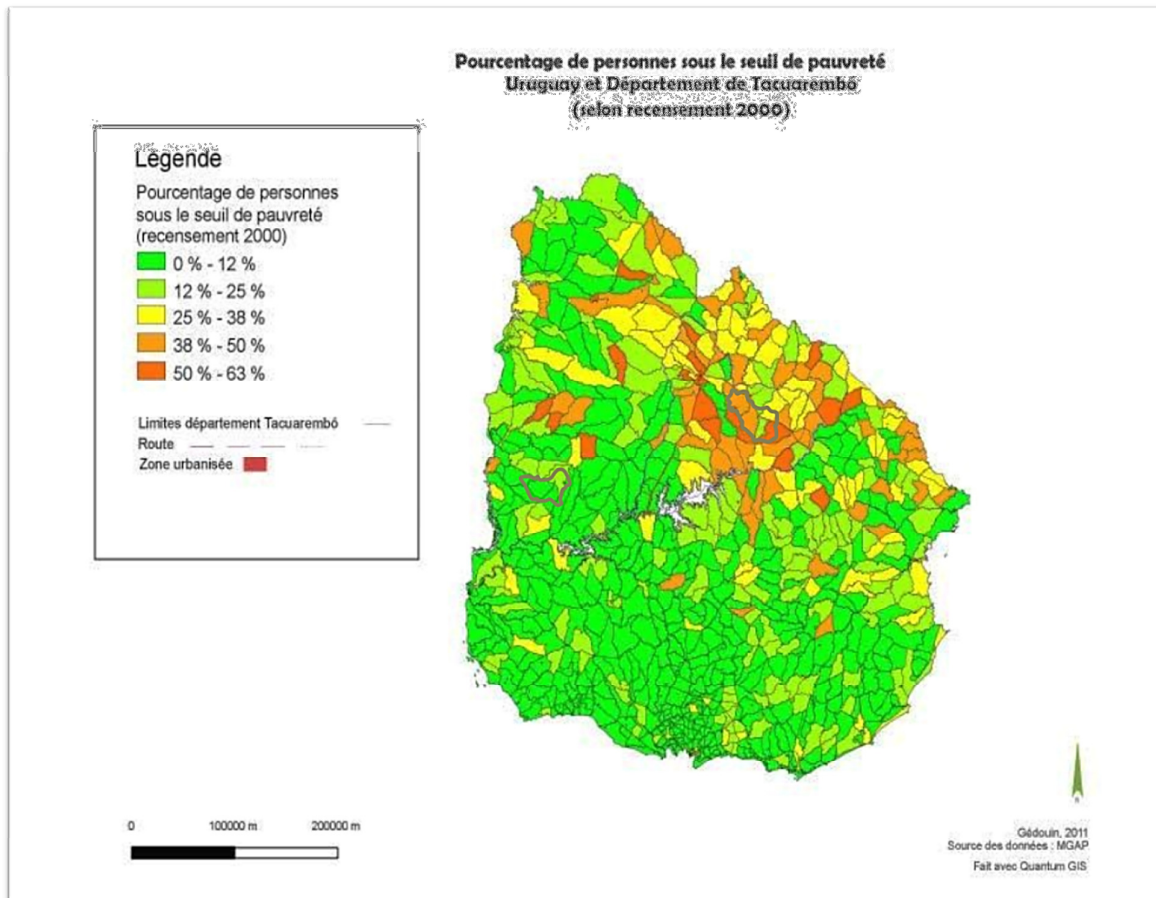 Pourcentage de personnes sous le seuil de pauvreté
Uruguay et Département de Tacuarembó
(selon recensement 2000)
Légende
Pourcentage de personnes
sous le seuil de pauvreté
(recensement 2000)
0 % - 12 %
12 % - 25 %
25 % - 38 %
38 % - 50 %
50 % - 63 %
Limites département Tacuarembó
Route
Zone urbanisée
0 100000 m 200000 m
Gédouin, 2011
Source des données : MGAP
Fait avec Quantum GIS